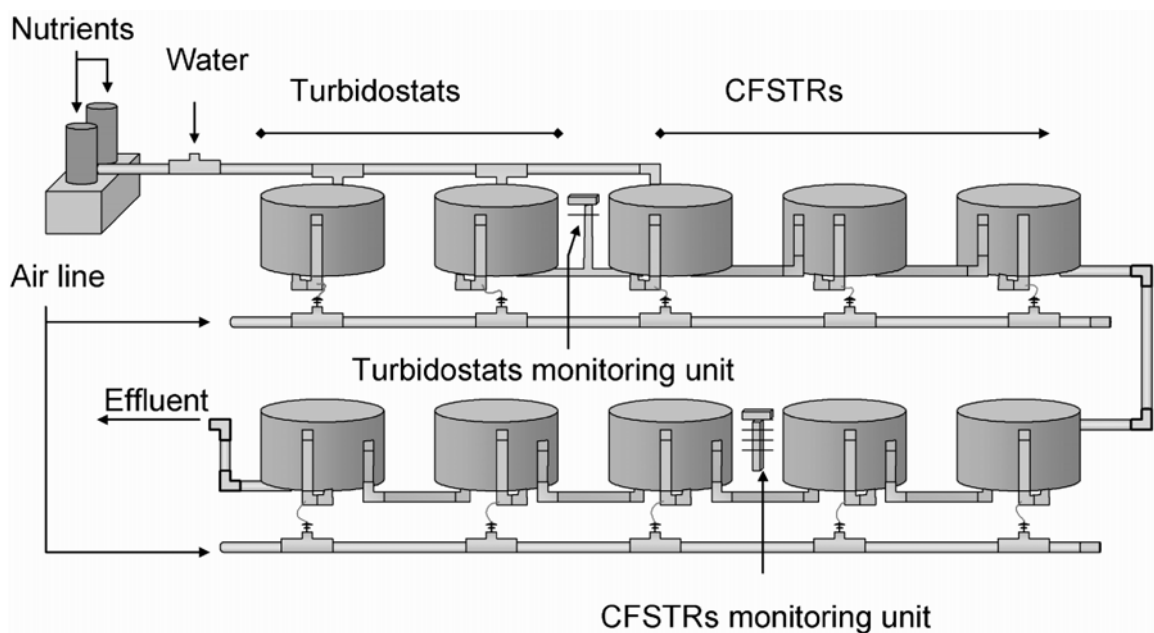 Nutrients
Water
Turbidostats
CFSTRs
Air line
Turbidostats monitoring unit
Effluent
CFSTRs monitoring unit